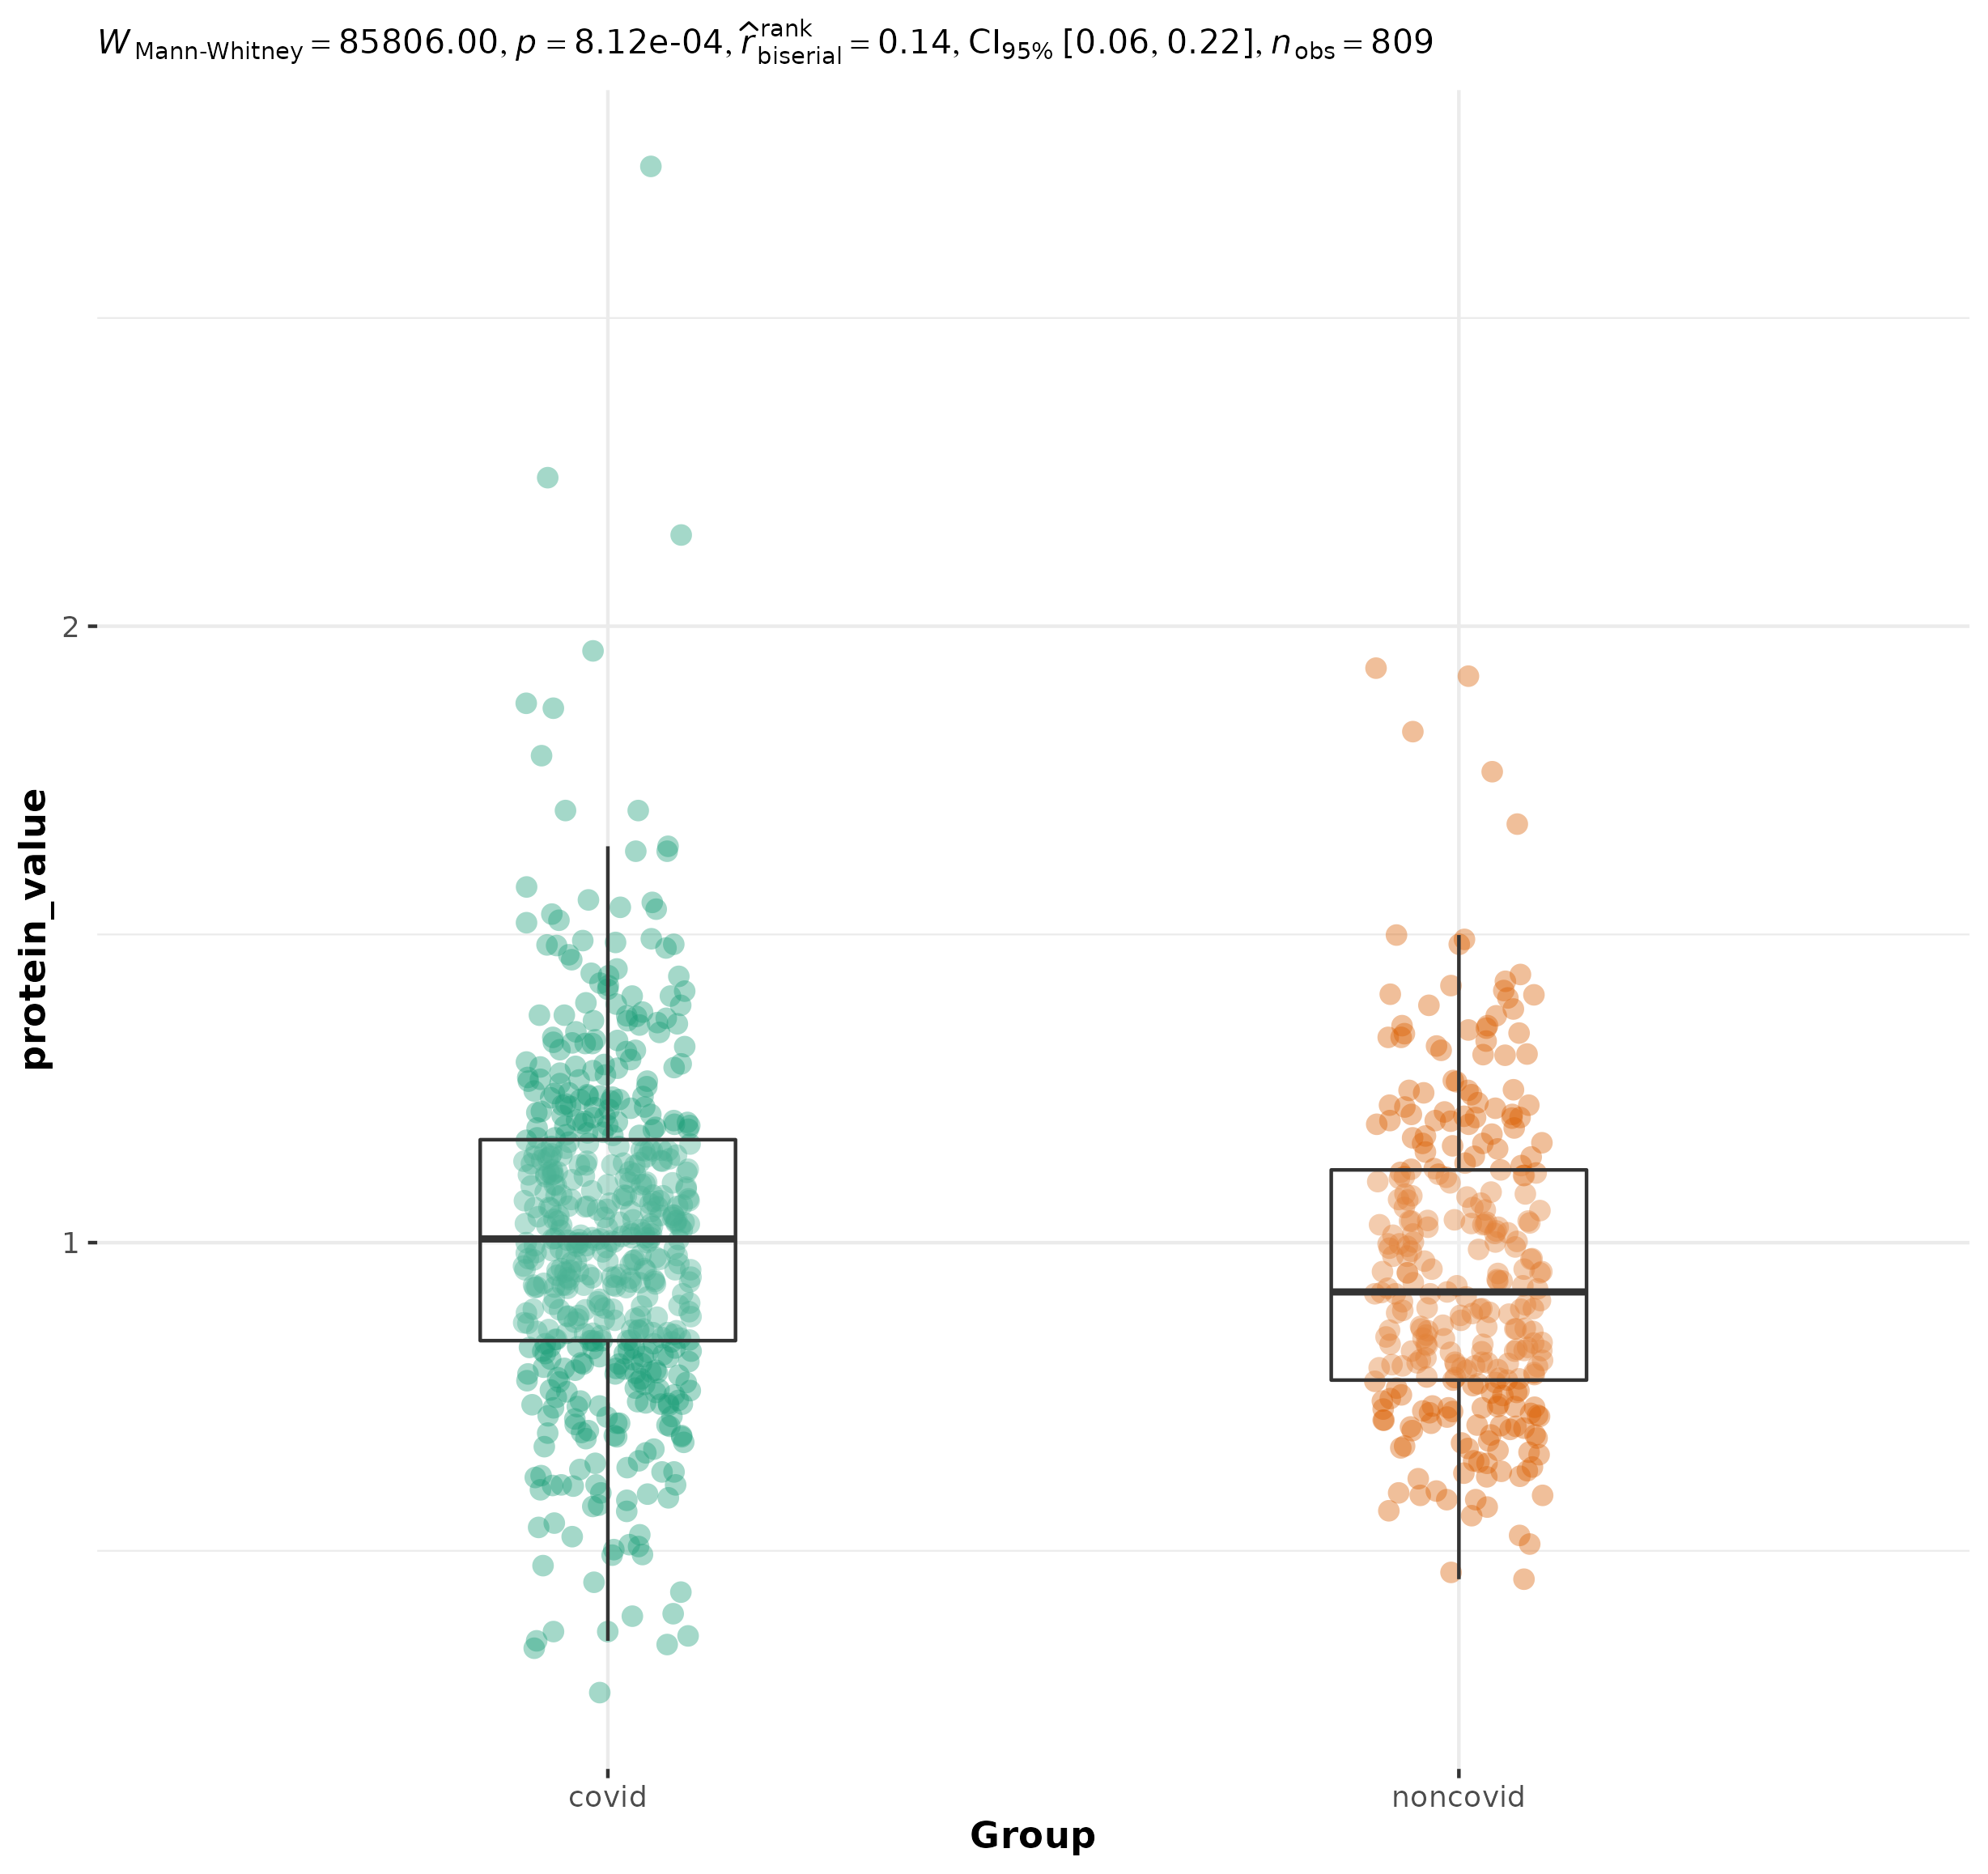 W Mann-Whitney = 85806.00, p = 8.12e-04, r̂ rank biserial = 0.14, CI95% [0.06, 0.22], n obs = 809
2
1
protein_value
covid
noncovid
Group